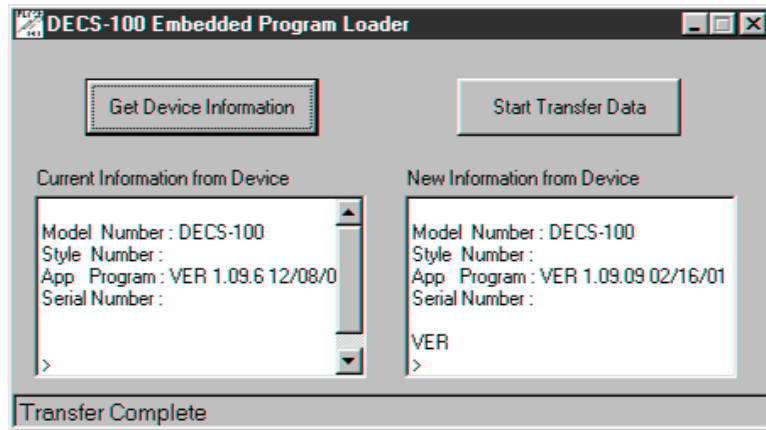 DECS-100 Embedded Program Loader
Get Device Information
Start Transfer Data
Current Information from Device
Model Number : DECS-100
Style Number :
App Program : VER 1.09.6 12/08/0
Serial Number :
>
New Information from Device
Model Number : DECS-100
Style Number :
App Program : VER 1.09.09 02/16/01
Serial Number :
VER
>
Transfer Complete